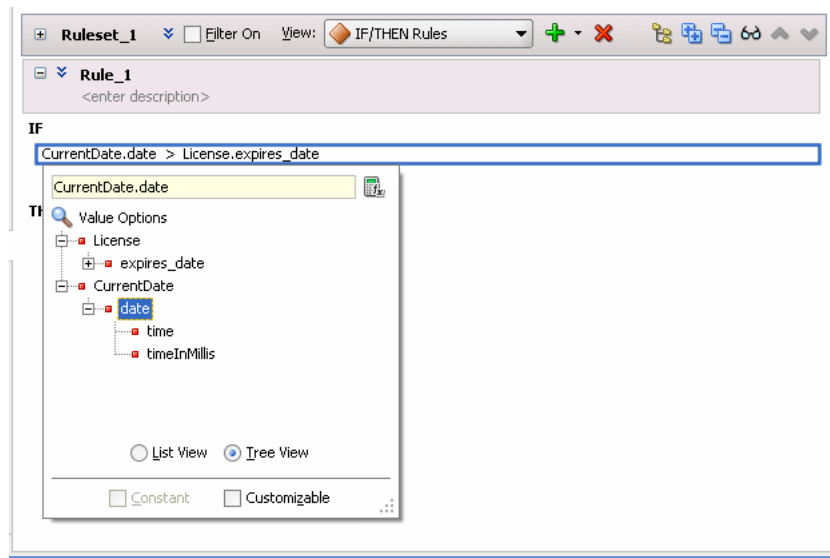 Ruleset_1 Filter On View: IF/THEN Rules
Rule_1
<enter description>
IF
CurrentDate.date > License.expires_date
CurrentDate.date
TH
Value Options
License
expires_date
CurrentDate
date
time
timeInMillis
List View Tree View
Constant Customizable